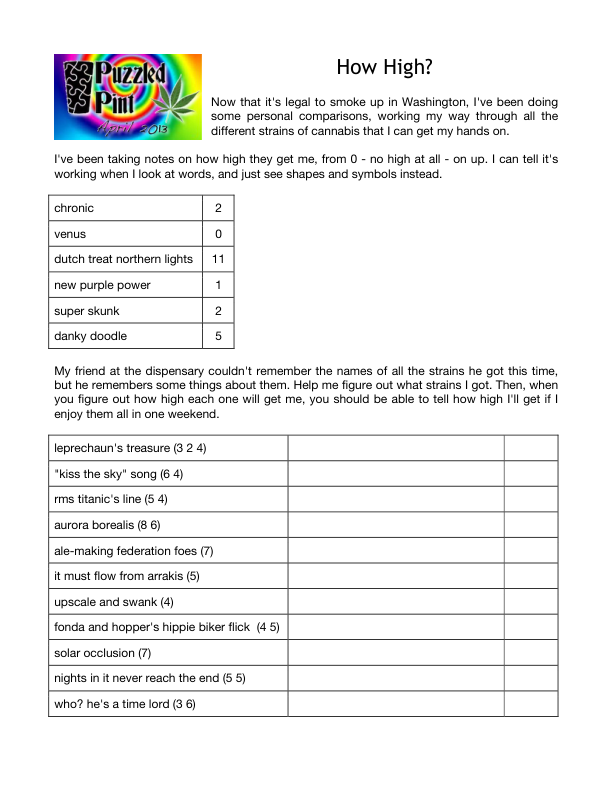 Puzzled
Pint
April 2013
How High?
Now that it's legal to smoke up in Washington, I've been doing
some personal comparisons, working my way through all the
different strains of cannabis that I can get my hands on.
I've been taking notes on how high they get me, from 0 - no high at all - on up. I can tell it's
working when I look at words, and just see shapes and symbols instead.
chronic 2
venus 0
dutch treat northern lights 11
new purple power 1
super skunk 2
danky doodle 5
My friend at the dispensary couldn't remember the names of all the strains he got this time,
but he remembers some things about them. Help me figure out what strains I got. Then, when
you figure out how high each one will get me, you should be able to tell how high I'll get if I
enjoy them all in one weekend.
leprechaun's treasure (3 2 4)
"kiss the sky" song (6 4)
rms titanic's line (5 4)
aurora borealis (8 6)
ale-making federation foes (7)
it must flow from arrakis (5)
upscale and swank (4)
fonda and hopper's hippie biker flick (4 5)
solar occlusion (7)
nights in it never reach the end (5 5)
who? he's a time lord (3 6)